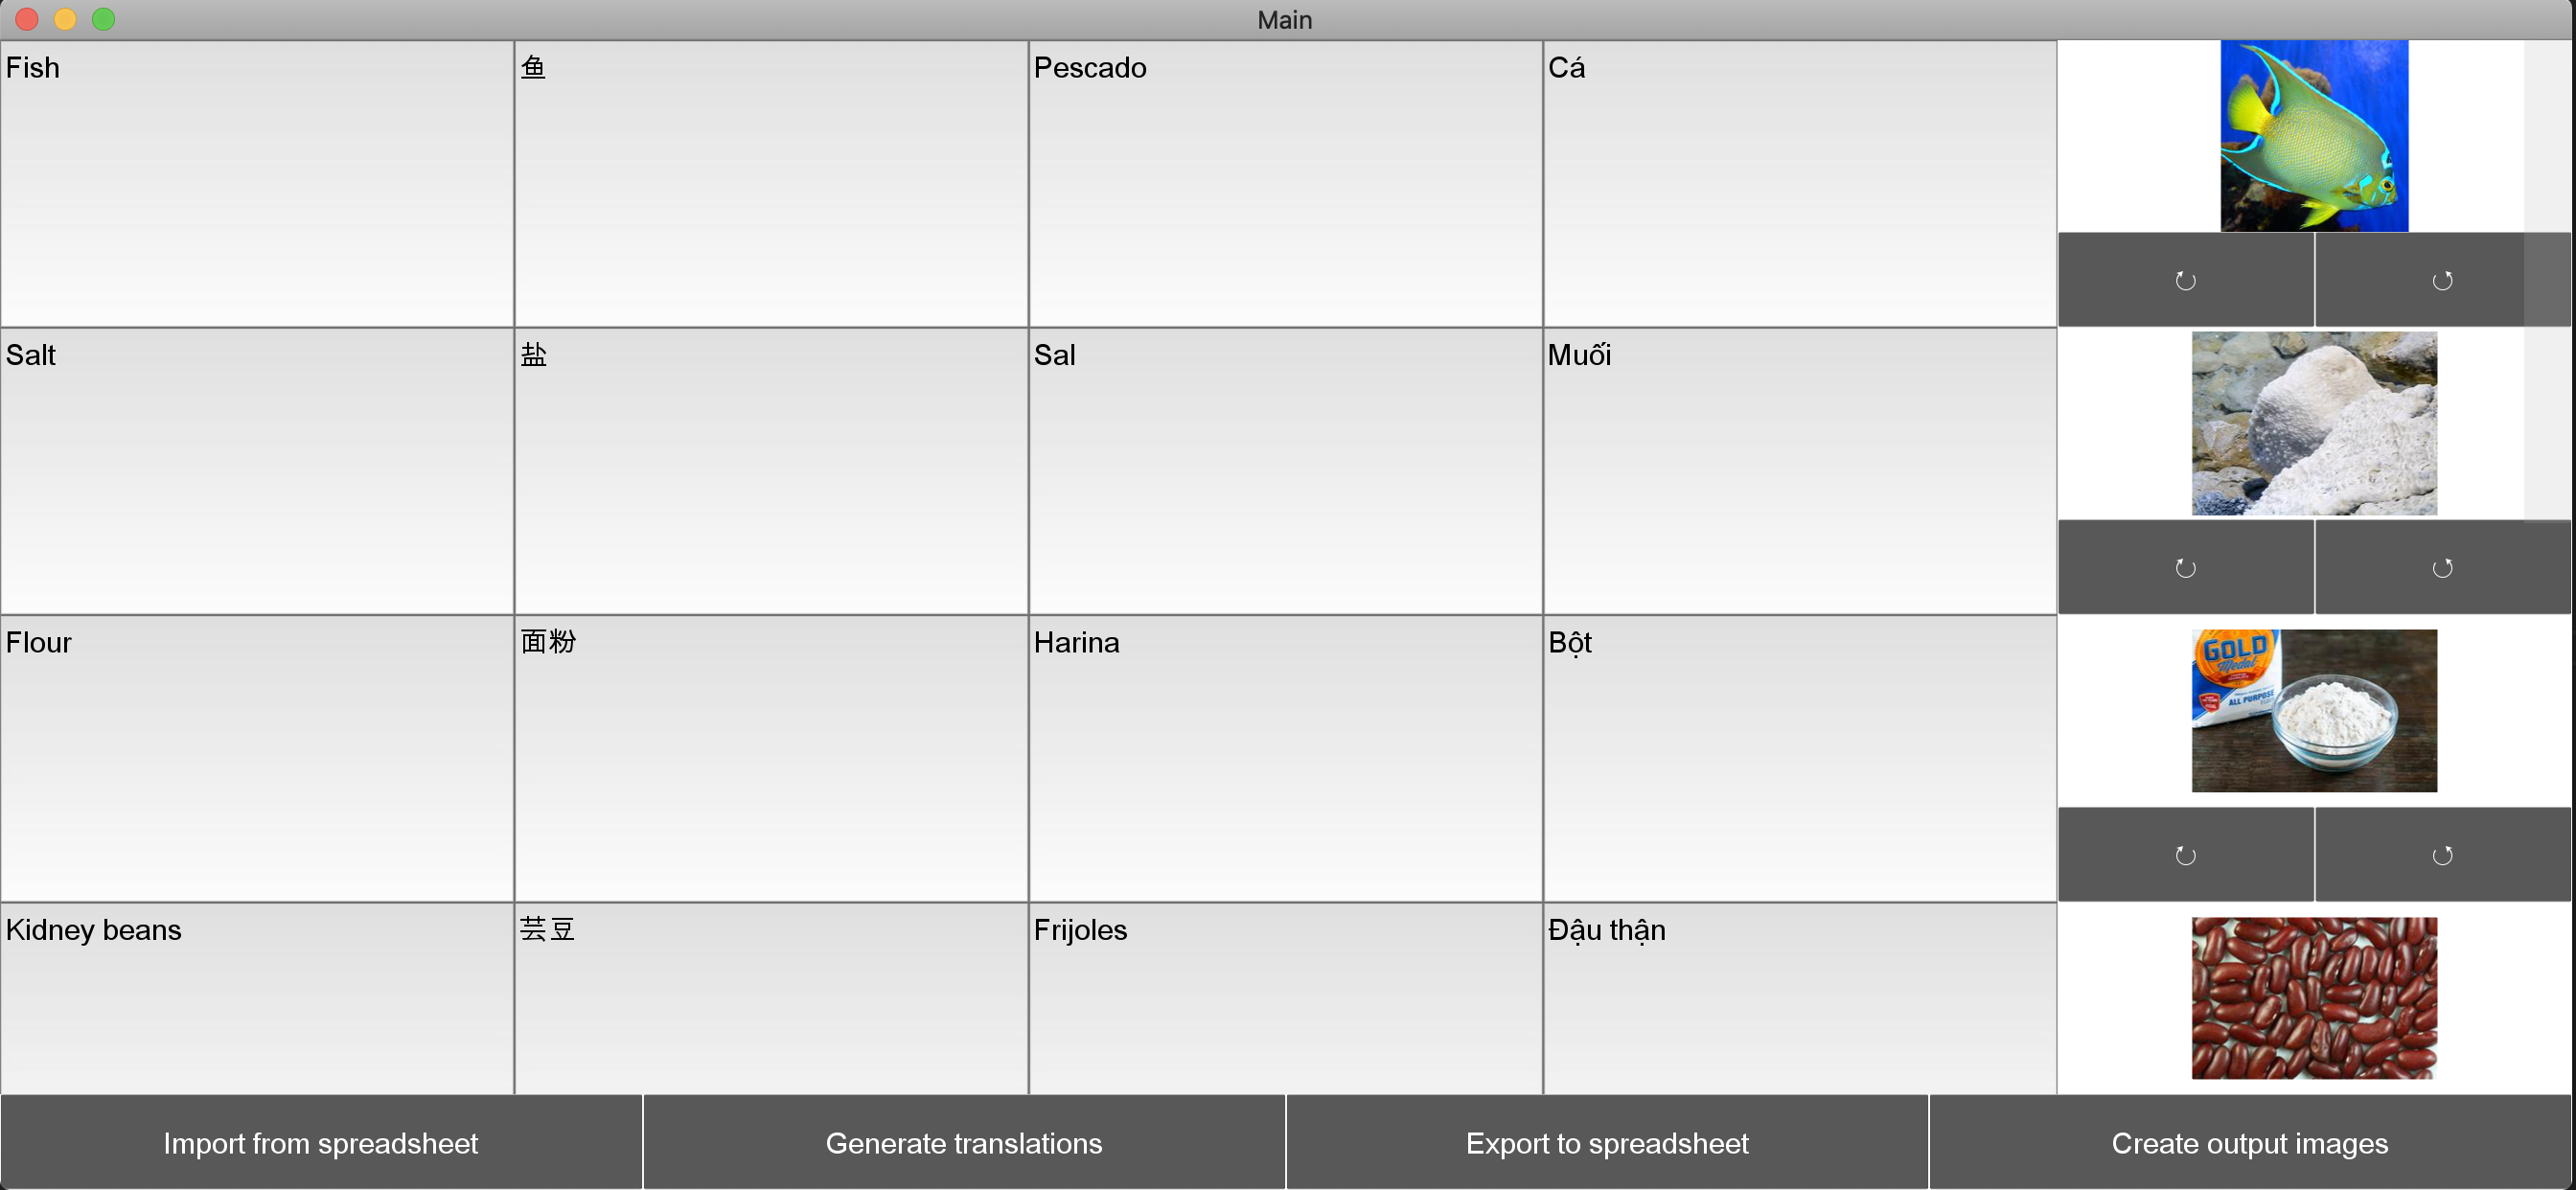 Main
Fish
鱼
Pescado
Cá
Salt
盐
Sal
Muối
Flour
面粉
Harina
Bột
GOLD
Medal
ALL PURPOSE
Kidney beans
芸豆
Frijoles
Đậu thận
Import from spreadsheet
Generate translations
Export to spreadsheet
Create output images